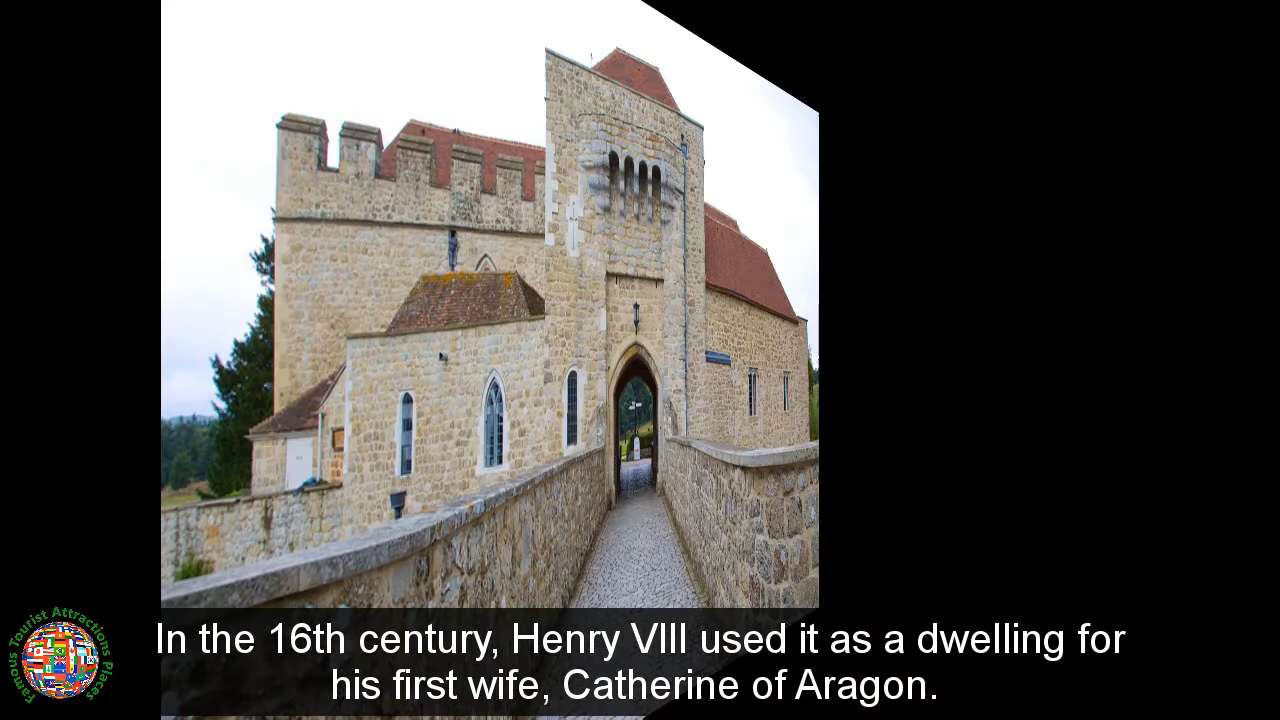 In the 16th century, Henry VIII used it as a dwelling for
his first wife, Catherine of Aragon.
Famous Tourist Attractions Places